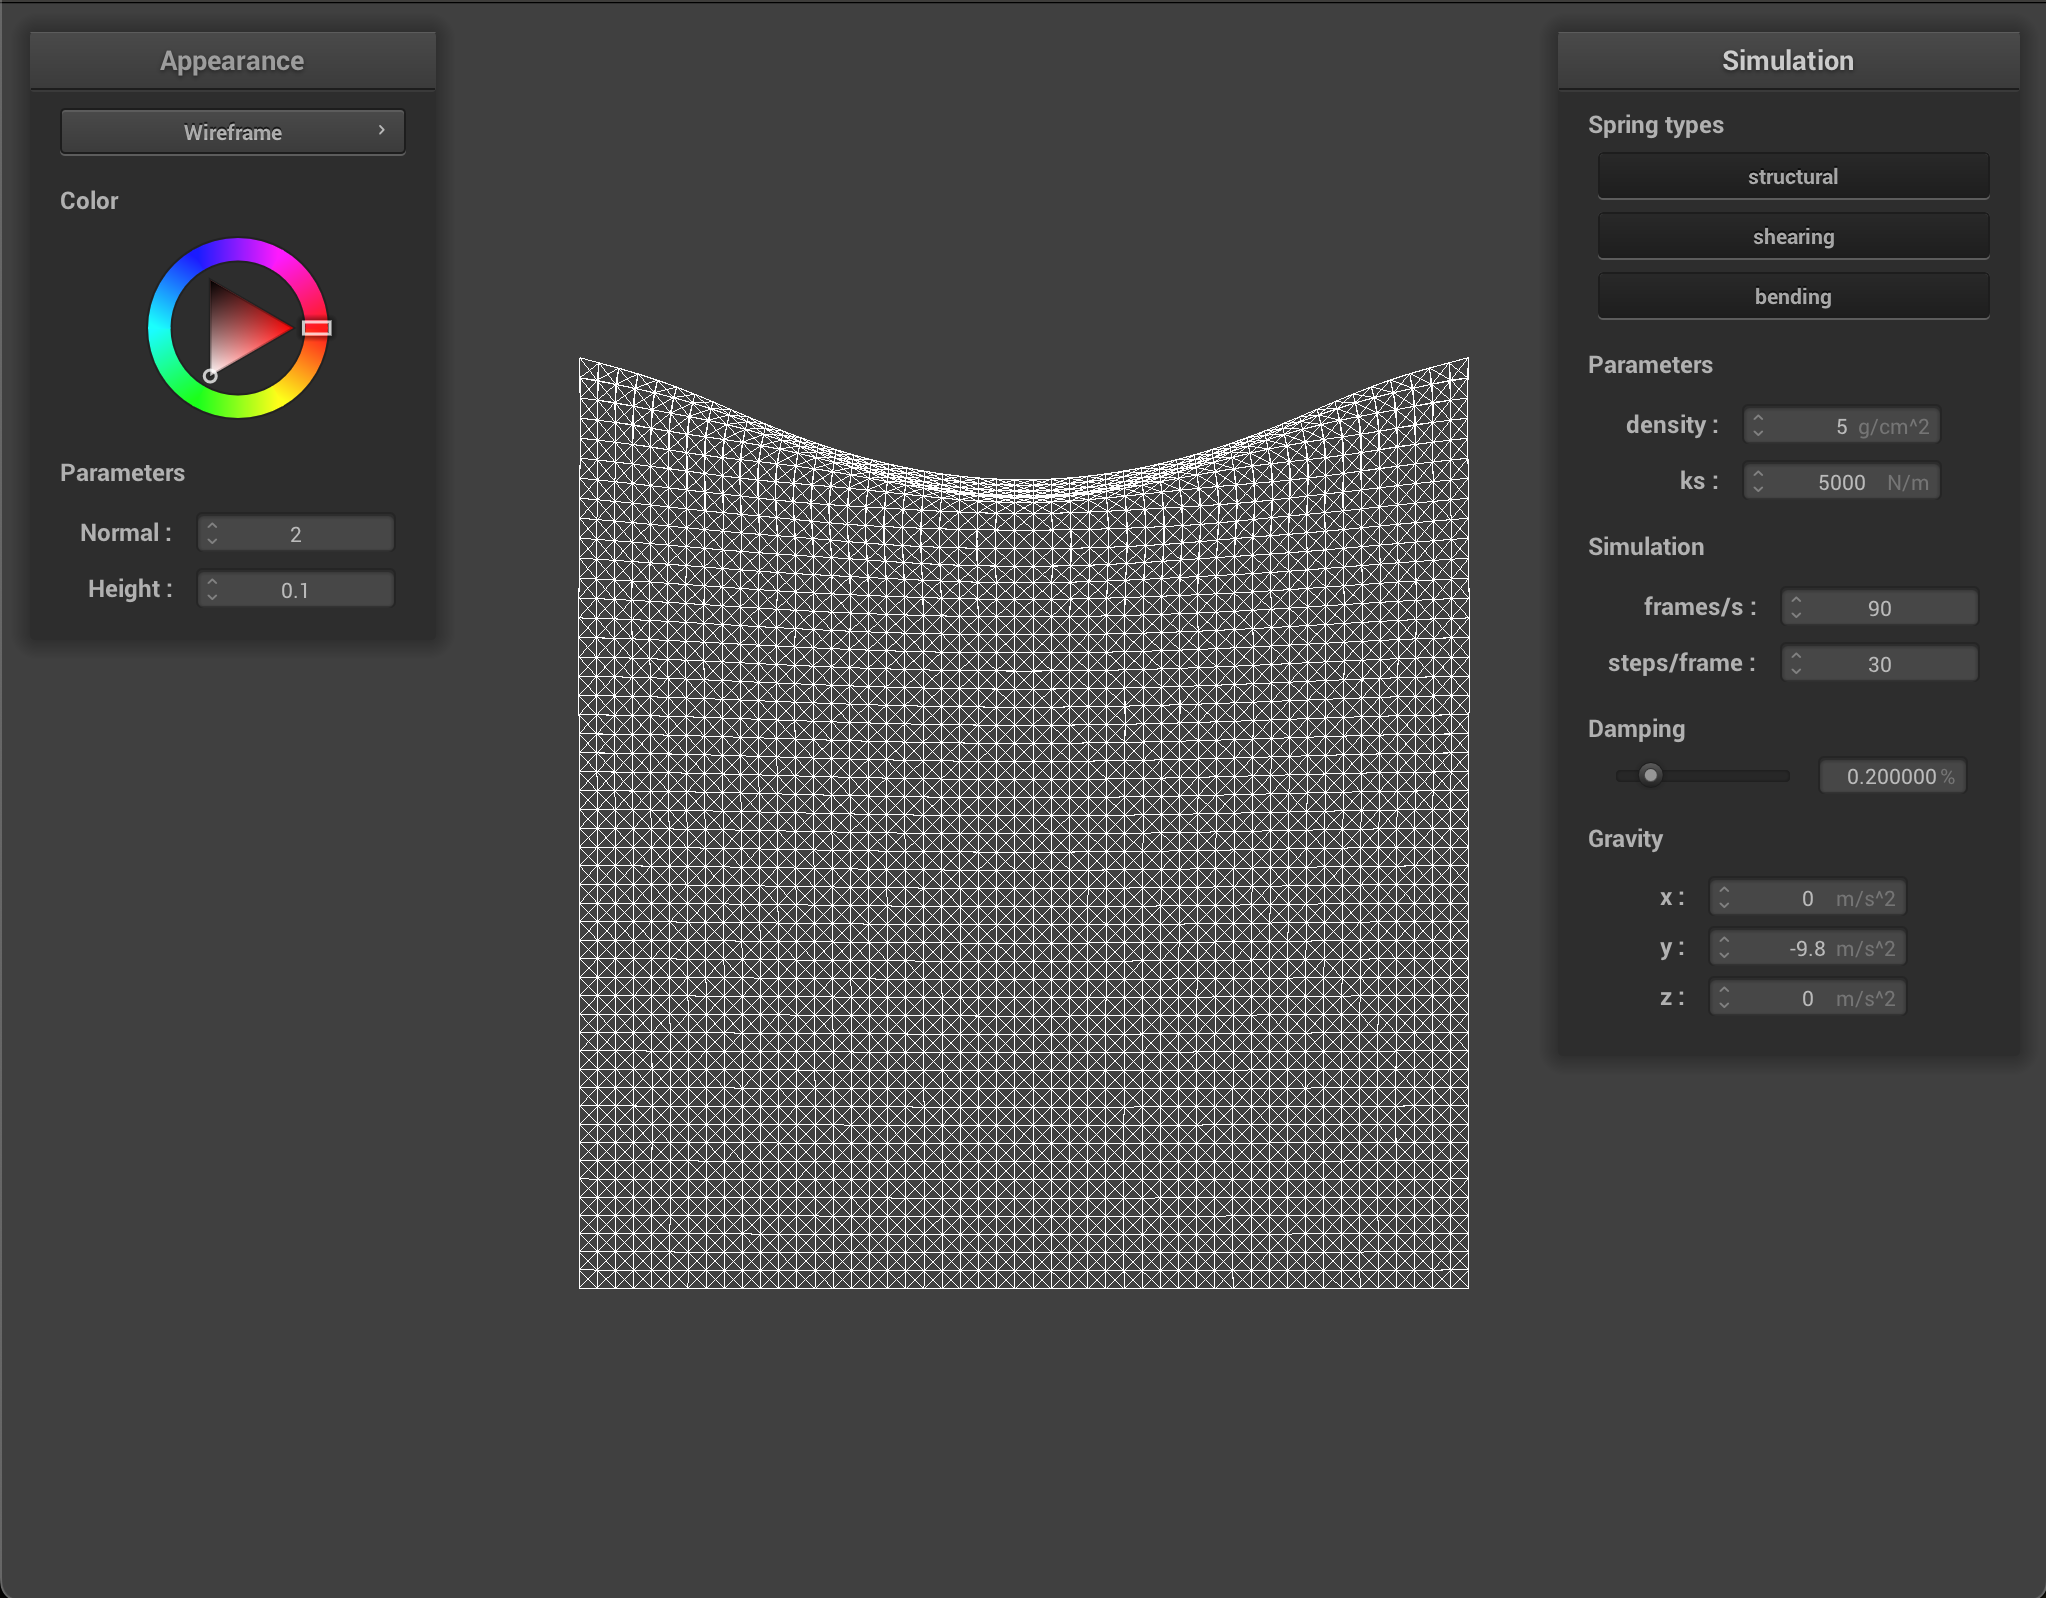 Appearance
Wireframe
Color
Parameters
Normal : 2
Height : 0.1
Simulation
Spring types
structural
shearing
bending
Parameters
density : 5 g/cm^2
ks : 5000 N/m
Simulation
frames/s : 90
steps/frame : 30
Damping
0.200000 %
Gravity
x : 0 m/s^2
y : -9.8 m/s^2
z : 0 m/s^2